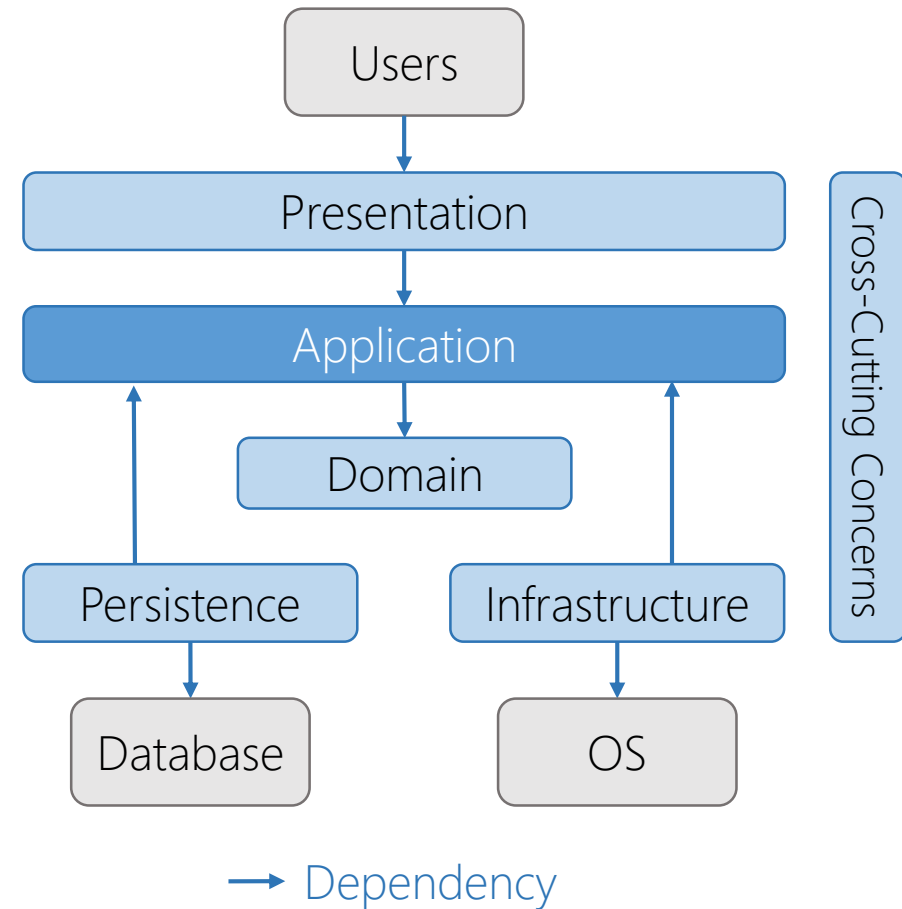 Users
Presentation
Application
Domain
Persistence
Infrastructure
Database
OS
Cross-Cutting Concerns
Dependency